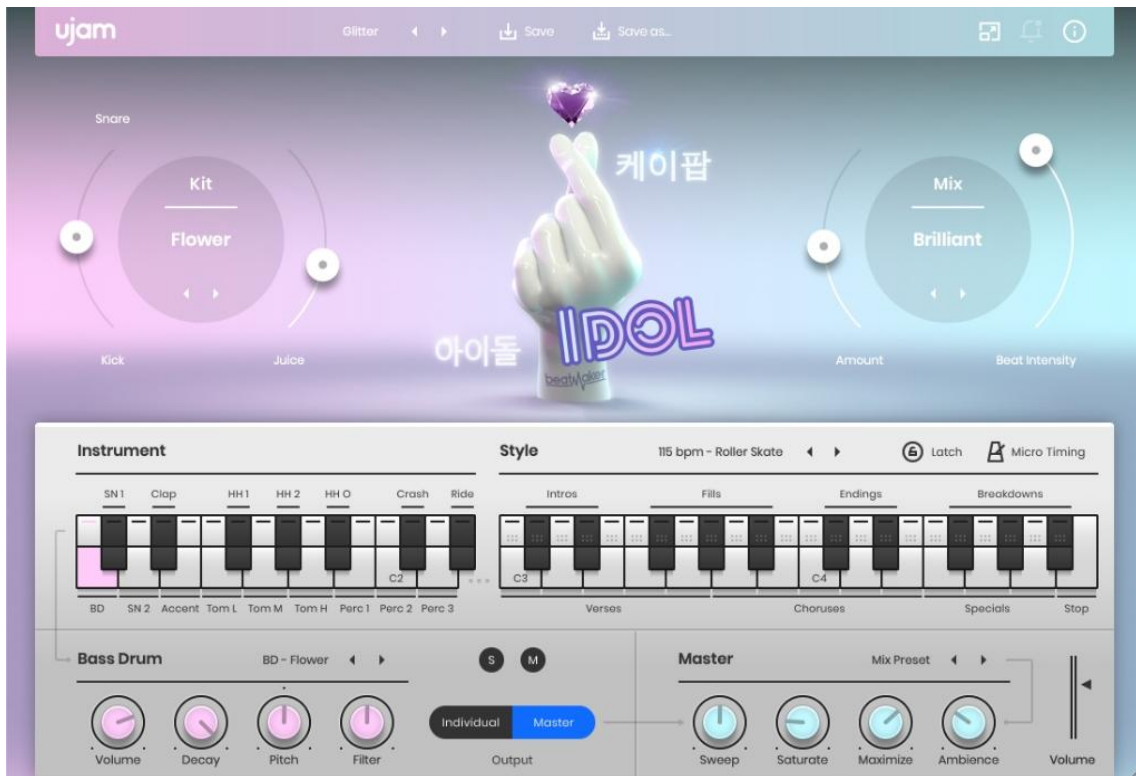 ujam
Glitter
Save
Save as...
Snare
Kit
Flower
Kick
Juice
케이팝
아이돌
IDOL
beatMaker
Mix
Brilliant
Amount
Beat Intensity
Instrument
Style
115 bpm - Roller Skate
Latch
Micro Timing
SN 1 Clap HH 1 HH 2 HH O Crash Ride
Intros Fills Endings Breakdowns
C2
C3
C4
BD SN 2 Accent Tom L Tom M Tom H Perc 1 Perc 2 Perc 3
Verses Choruses Specials Stop
Bass Drum
BD - Flower
S M
Master
Mix Preset
Individual Master
Volume Decay Pitch Filter
Output
Sweep Saturate Maximize Ambience
Volume